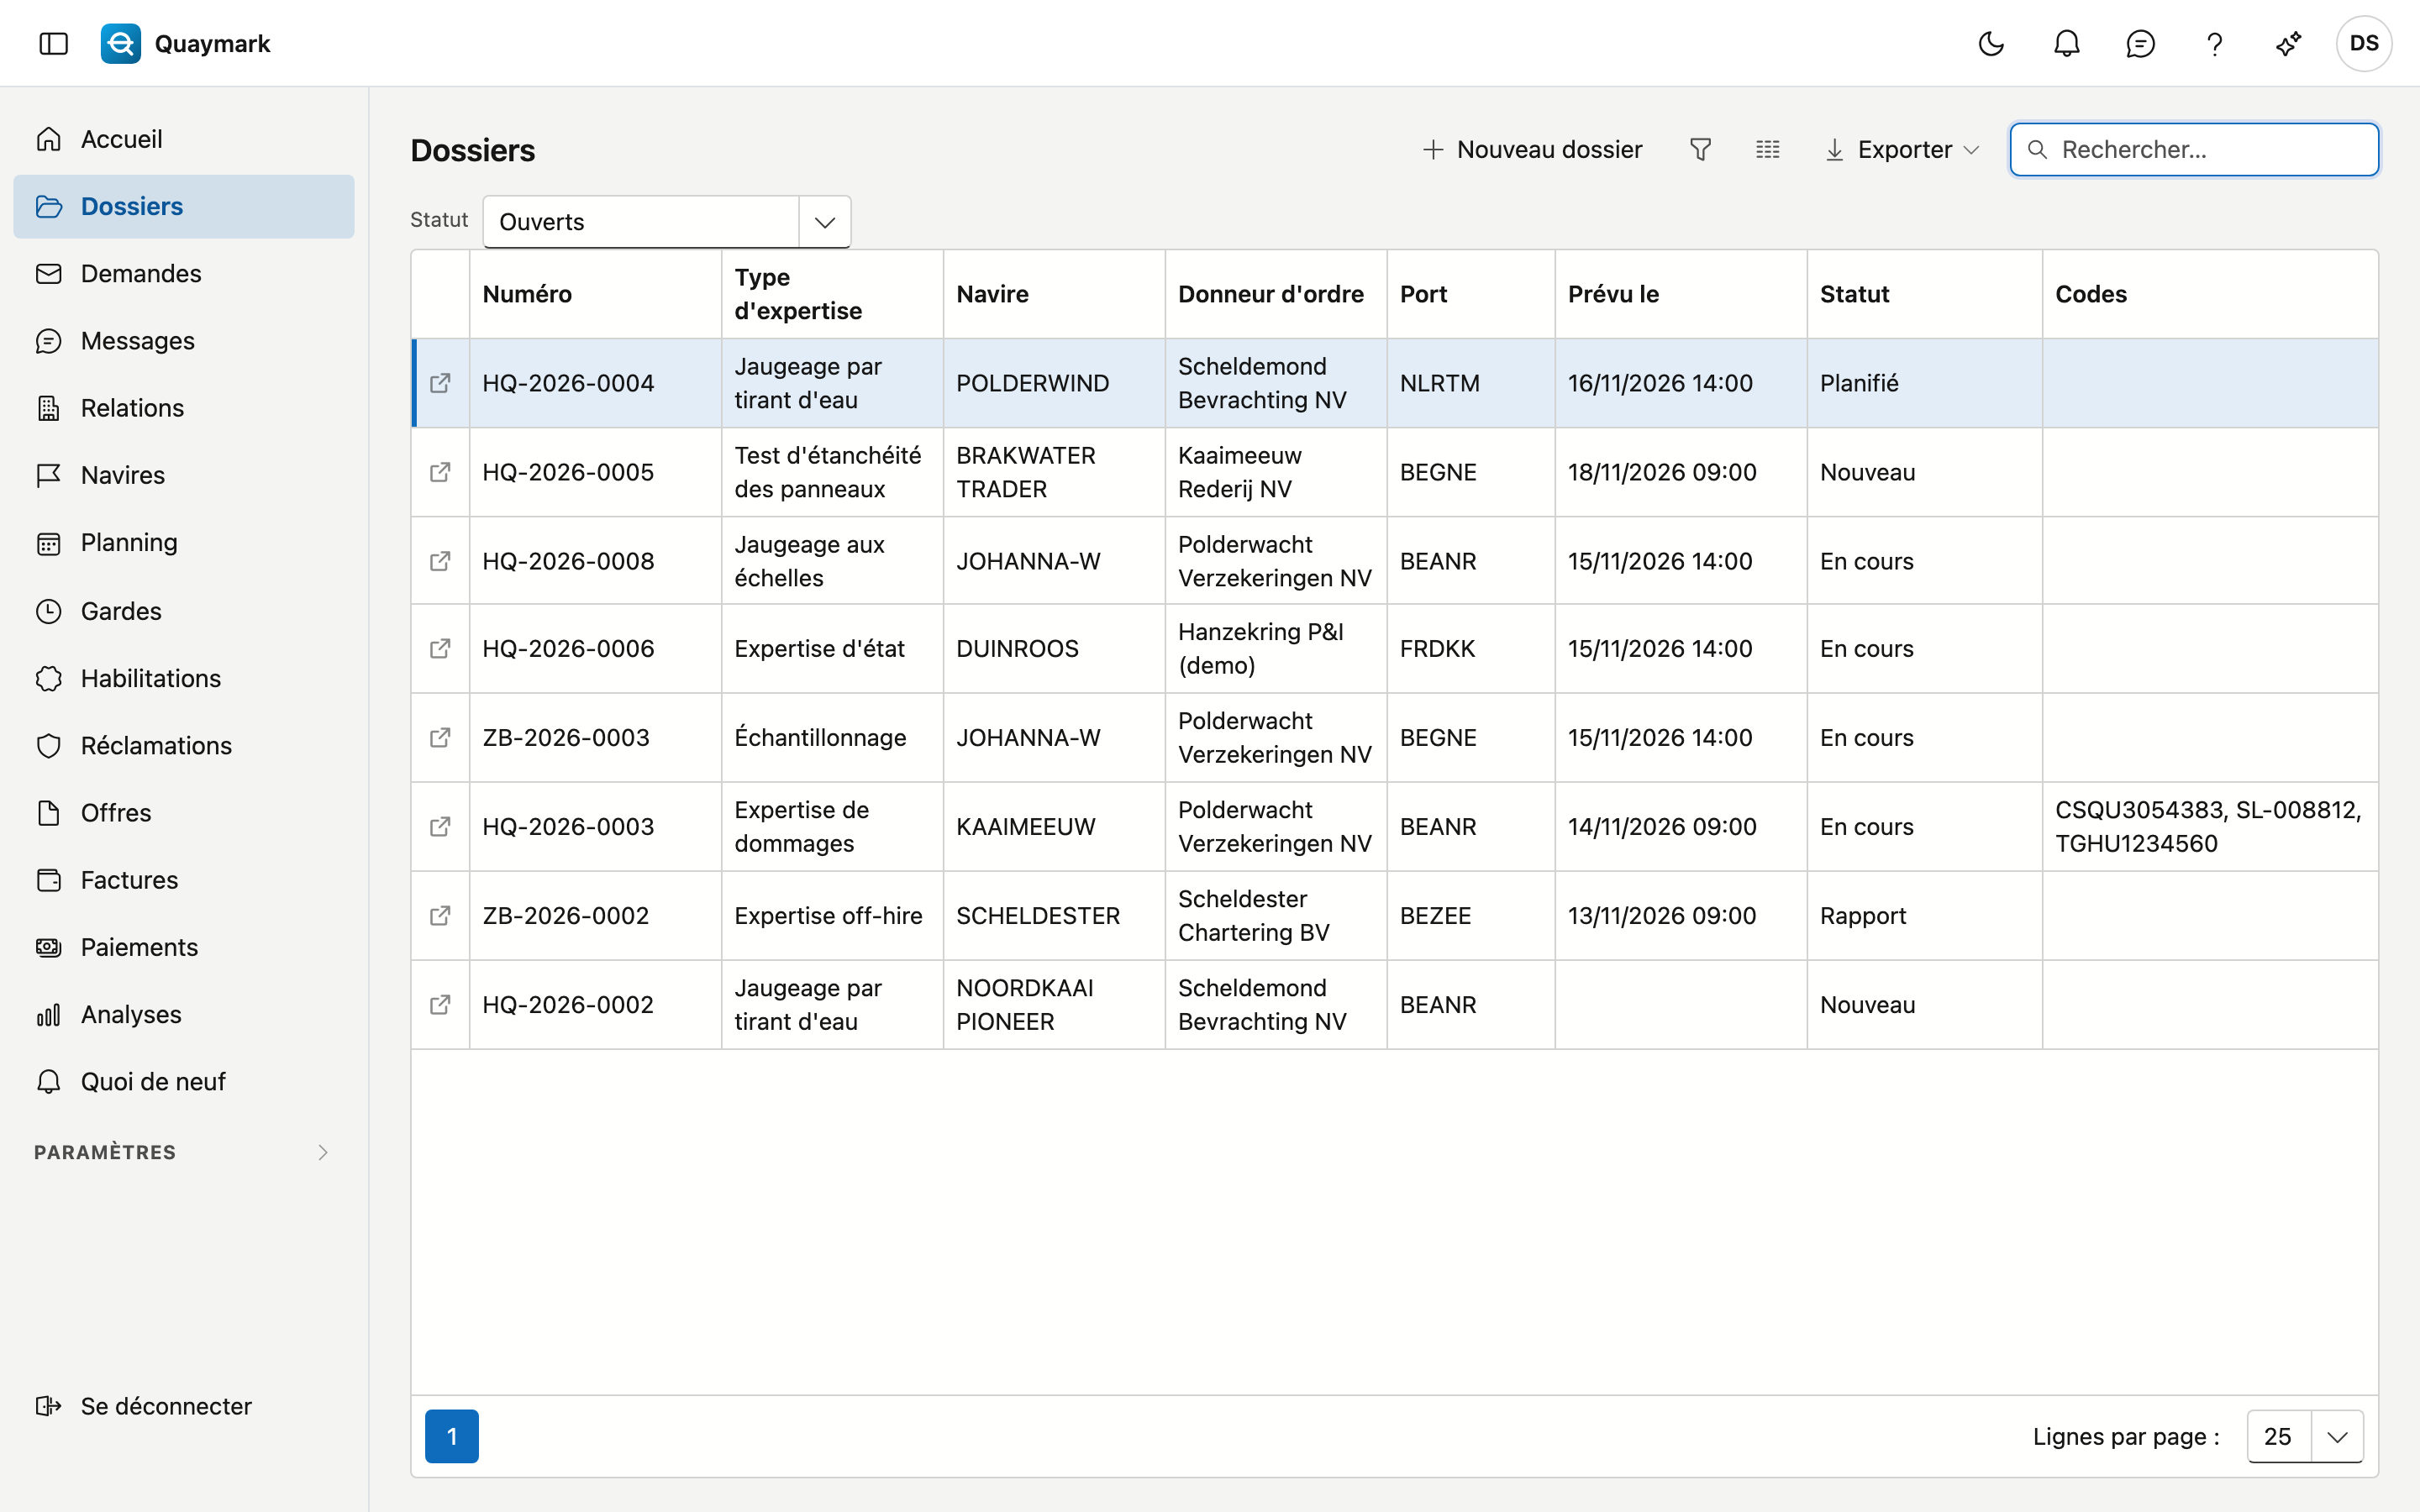 Quaymark
DS
Accueil
Dossiers
Demandes
Messages
Relations
Navires
Planning
Gardes
Habilitations
Réclamations
Offres
Factures
Paiements
Analyses
Quoi de neuf
PARAMÈTRES
Se déconnecter
Dossiers
Nouveau dossier
Exporter
Rechercher...
Statut
Ouverts
Numéro
Type
d'expertise
Navire
Donneur d'ordre
Port
Prévu le
Statut
Codes
HQ-2026-0004
Jaugeage par
tirant d'eau
POLDERWIND
Scheldemond
Bevrachting NV
NLRTM
16/11/2026 14:00
Planifié
HQ-2026-0005
Test d'étanchéité
des panneaux
BRAKWATER
TRADER
Kaaimeeuw
Rederij NV
BEGNE
18/11/2026 09:00
Nouveau
HQ-2026-0008
Jaugeage aux
échelles
JOHANNA-W
Polderwacht
Verzekeringen NV
BEANR
15/11/2026 14:00
En cours
HQ-2026-0006
Expertise d'état
DUINROOS
Hanzekring P&I
(demo)
FRDKK
15/11/2026 14:00
En cours
ZB-2026-0003
Échantillonnage
JOHANNA-W
Polderwacht
Verzekeringen NV
BEGNE
15/11/2026 14:00
En cours
HQ-2026-0003
Expertise de
dommages
KAAIMEEUW
Polderwacht
Verzekeringen NV
BEANR
14/11/2026 09:00
En cours
CSQU3054383, SL-008812,
TGHU1234560
ZB-2026-0002
Expertise off-hire
SCHELDESTER
Scheldester
Chartering BV
BEZEE
13/11/2026 09:00
Rapport
HQ-2026-0002
Jaugeage par
tirant d'eau
NOORDKAAI
PIONEER
Scheldemond
Bevrachting NV
BEANR
Nouveau
1
Lignes par page :
25